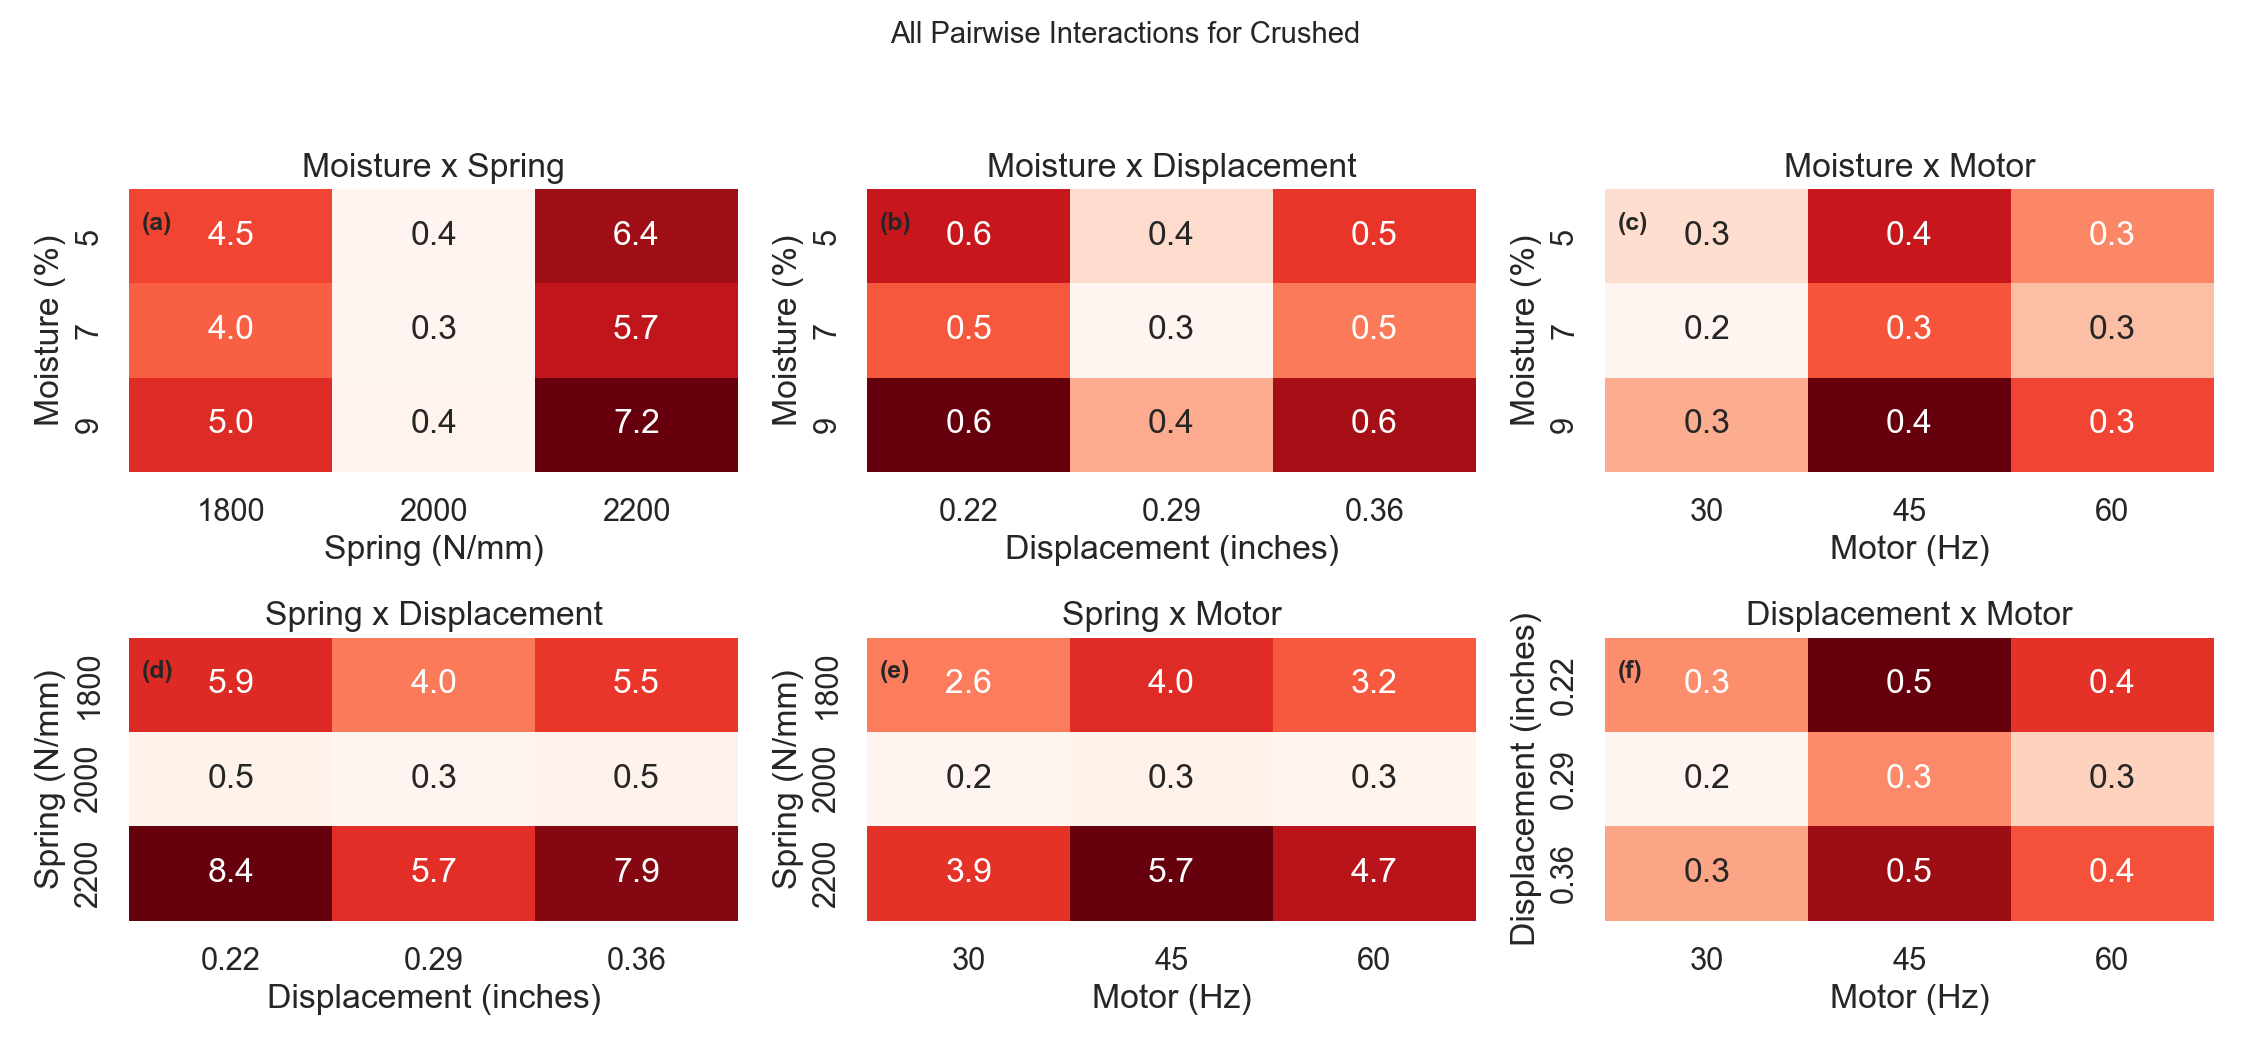 All Pairwise Interactions for Crushed
Moisture x Spring
(a)
Moisture (%)
5 4.5 0.4 6.4
7 4.0 0.3 5.7
9 5.0 0.4 7.2
1800 2000 2200
Spring (N/mm)
Moisture x Displacement
(b)
Moisture (%)
5 0.6 0.4 0.5
7 0.5 0.3 0.5
9 0.6 0.4 0.6
0.22 0.29 0.36
Displacement (inches)
Moisture x Motor
(c)
Moisture (%)
5 0.3 0.4 0.3
7 0.2 0.3 0.3
9 0.3 0.4 0.3
30 45 60
Motor (Hz)
Spring x Displacement
(d)
Spring (N/mm)
1800 5.9 4.0 5.5
2000 0.5 0.3 0.5
2200 8.4 5.7 7.9
0.22 0.29 0.36
Displacement (inches)
Spring x Motor
(e)
Spring (N/mm)
1800 2.6 4.0 3.2
2000 0.2 0.3 0.3
2200 3.9 5.7 4.7
30 45 60
Motor (Hz)
Displacement x Motor
(f)
Displacement (inches)
0.22 0.3 0.5 0.4
0.29 0.2 0.3 0.3
0.36 0.3 0.5 0.4
30 45 60
Motor (Hz)